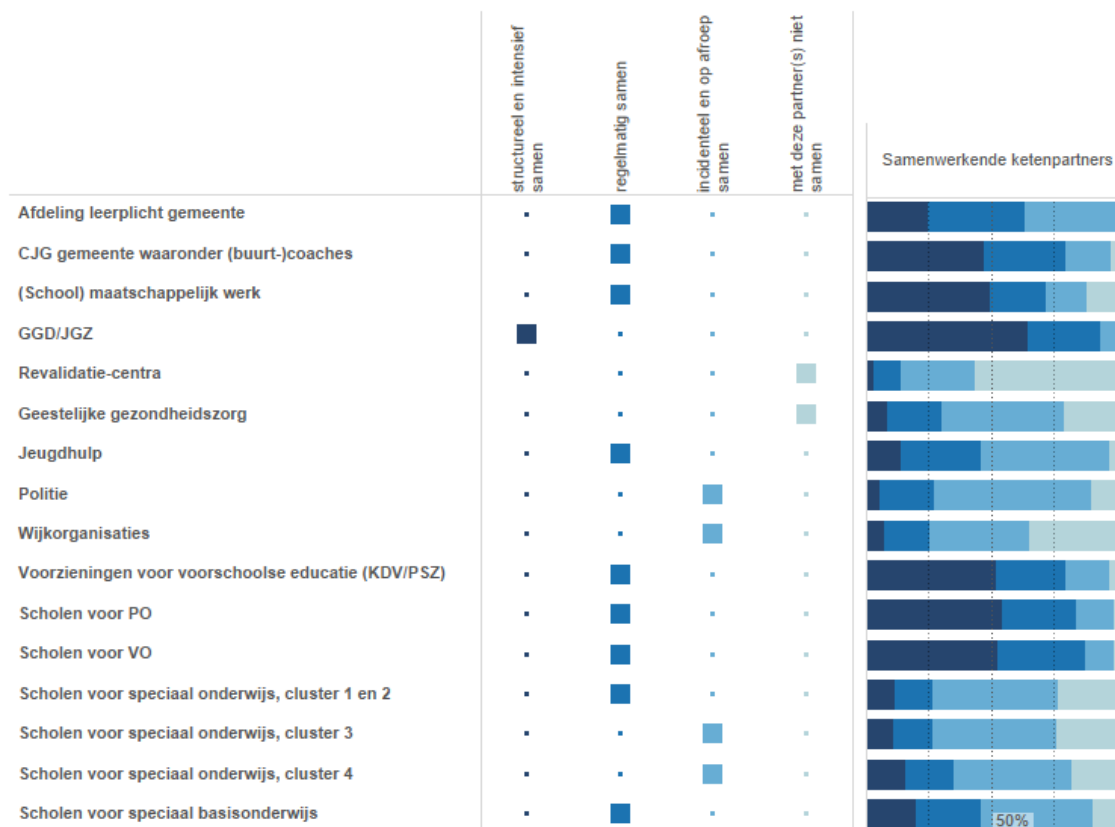 structureel en intensief
samen
regelmatig samen
incidenteel en op afroep
samen
met deze partner(s) niet
samen
Samenwerkende ketenpartners
Afdeling leerplicht gemeente
CJG gemeente waaronder (buurt-)coaches
(School) maatschappelijk werk
GGD/JGZ
Revalidatie-centra
Geestelijke gezondheidszorg
Jeugdhulp
Politie
Wijkorganisaties
Voorzieningen voor voorschoolse educatie (KDV/PSZ)
Scholen voor PO
Scholen voor VO
Scholen voor speciaal onderwijs, cluster 1 en 2
Scholen voor speciaal onderwijs, cluster 3
Scholen voor speciaal onderwijs, cluster 4
Scholen voor speciaal basisonderwijs
50%